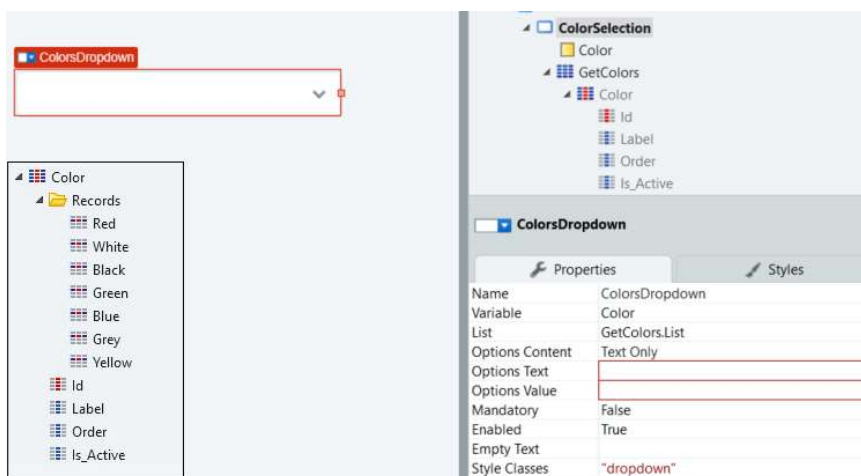 ColorsDropdown
Color
Records
Red
White
Black
Green
Blue
Grey
Yellow
Id
Label
Order
Is_Active
ColorSelection
Color
GetColors
Color
Id
Label
Order
Is_Active
ColorsDropdown
Properties Styles
Name ColorsDropdown
Variable Color
List GetColors.List
Options Content Text Only
Options Text
Options Value
Mandatory False
Enabled True
Empty Text
Style Classes "dropdown"